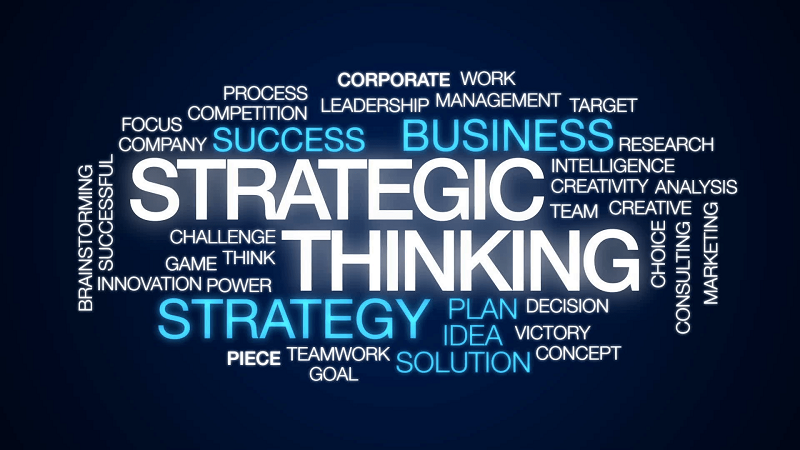 CORPORATE WORK
PROCESS
LEADERSHIP MANAGEMENT TARGET
COMPETITION
FOCUS
COMPANY SUCCESS BUSINESS RESEARCH
STRATEGIC
INTELLIGENCE
CREATIVITY ANALYSIS
TEAM CREATIVE
BRAINSTORMING
SUCCESSFUL
CHALLENGE
THINKING
GAME THINK
INNOVATION POWER
CHOICE
CONSULTING
MARKETING
STRATEGY PLAN DECISION
IDEA VICTORY
PIECE TEAMWORK SOLUTION CONCEPT
GOAL